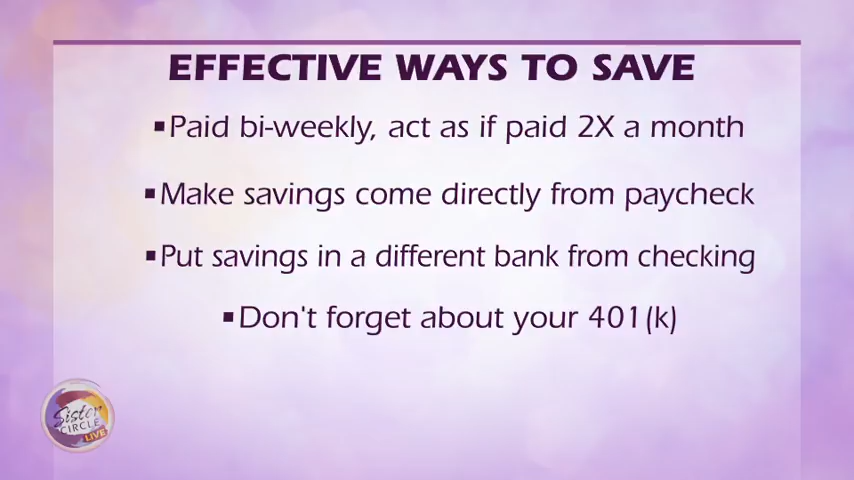 EFFECTIVE WAYS TO SAVE
▪Paid bi-weekly, act as if paid 2X a month
▪Make savings come directly from paycheck
▪Put savings in a different bank from checking
▪Don't forget about your 401(k)
Sister
CIRCLE
LIVE